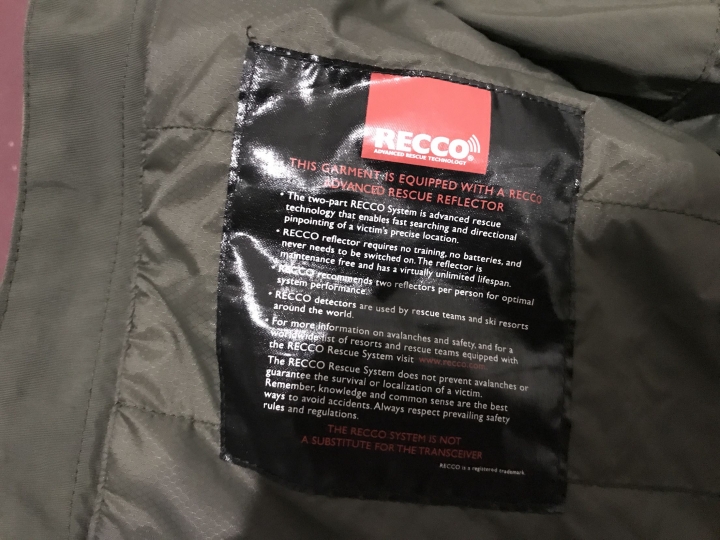 RECCO
ADVANCED RESCUE TECHNOLOGY
THIS GARMENT IS EQUIPPED WITH A RECCO
ADVANCED RESCUE REFLECTOR
• The two-part RECCO System is advanced rescue
technology that enables fast searching and directional
pinpointing of a victim's precise location.
• RECCO reflector requires no training, no batteries, and
never needs to be switched on. The reflector is
maintenance free and has a virtually unlimited lifespan.
• RECCO recommends two reflectors per person for optimal
system performance.
• RECCO detectors are used by rescue teams and ski resorts
around the world.
• For more information on avalanches and safety, and for a
worldwide list of resorts and rescue teams equipped with
the RECCO Rescue System visit www.recco.com
The RECCO Rescue System does not prevent avalanches or
guarantee the survival or localization of a victim.
Remember, knowledge and common sense are the best
ways to avoid accidents. Always respect prevailing safety
rules and regulations.
THE RECCO SYSTEM IS NOT
A SUBSTITUTE FOR THE TRANSCEIVER
RECCO is a registered trademark.